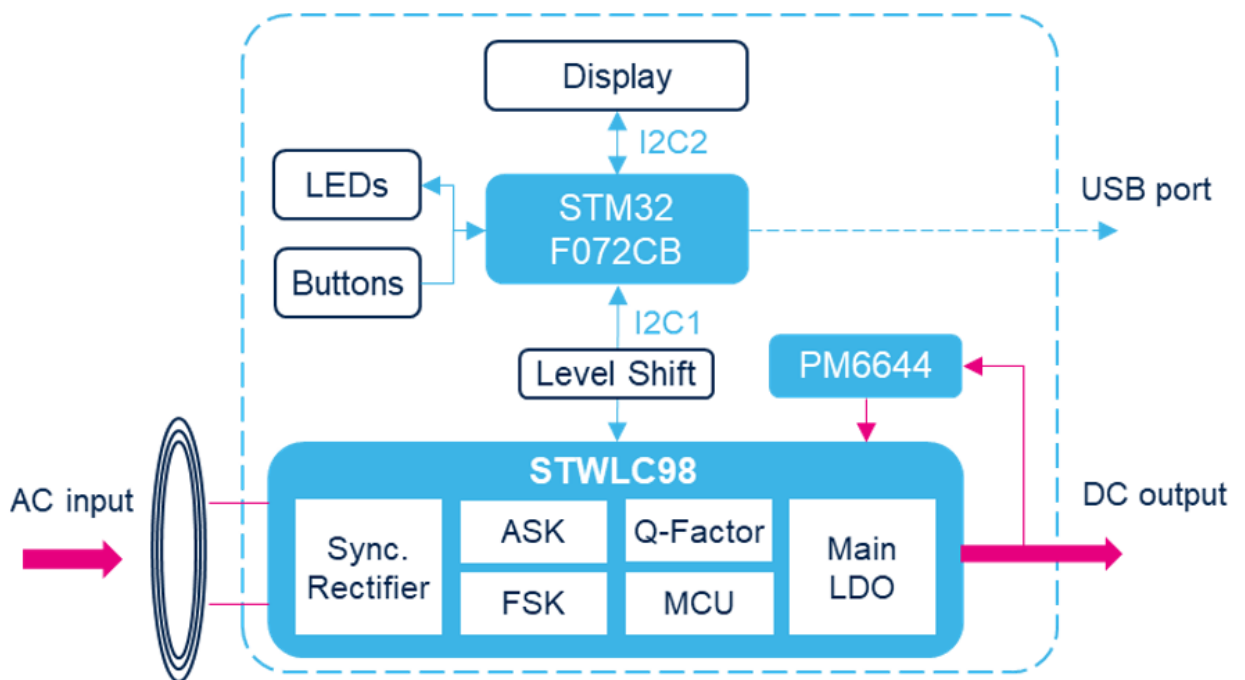 Display
I2C2
LEDs
STM32
F072CB
USB port
Buttons
I2C1
Level Shift
PM6644
STWLC98
AC input
DC output
Sync.
Rectifier
ASK
Q-Factor
Main
LDO
FSK
MCU